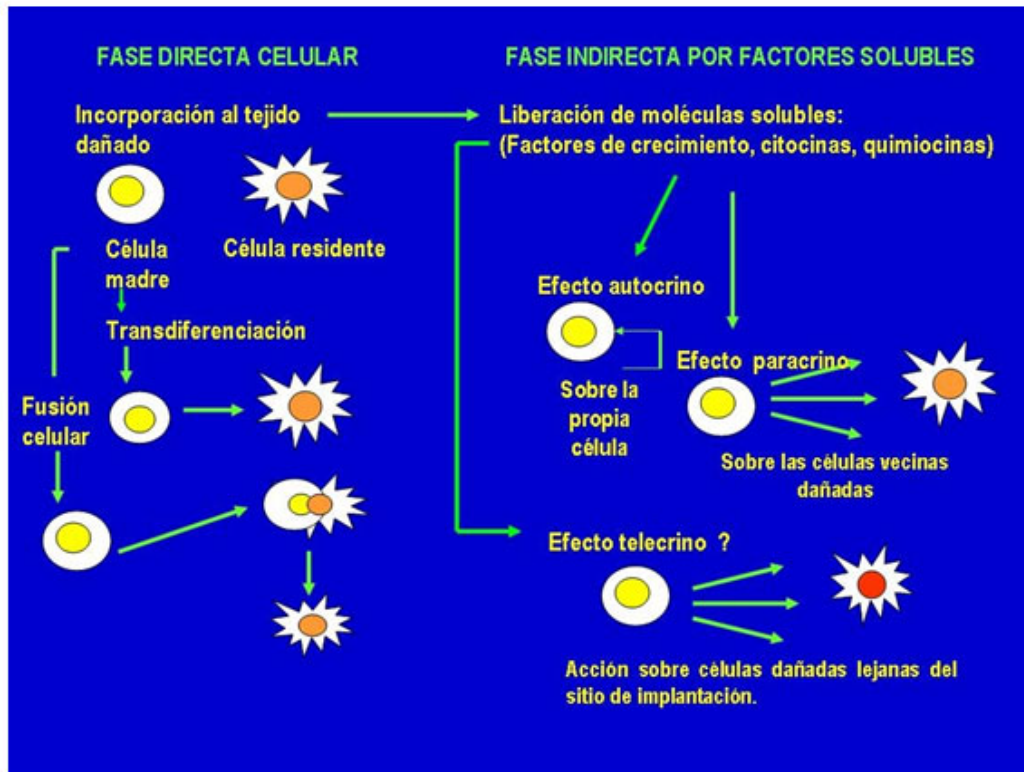 FASE DIRECTA CELULAR
Incorporación al tejido
dañado
Célula
madre
Célula residente
Transdiferenciación
Fusión
celular
FASE INDIRECTA POR FACTORES SOLUBLES
Liberación de moléculas solubles:
(Factores de crecimiento, citocinas, quimiocinas)
Efecto autocrino
Sobre la
propia
célula
Efecto paracrino
Sobre las células vecinas
dañadas
Efecto telecrino ?
Acción sobre células dañadas lejanas del
sitio de implantación.